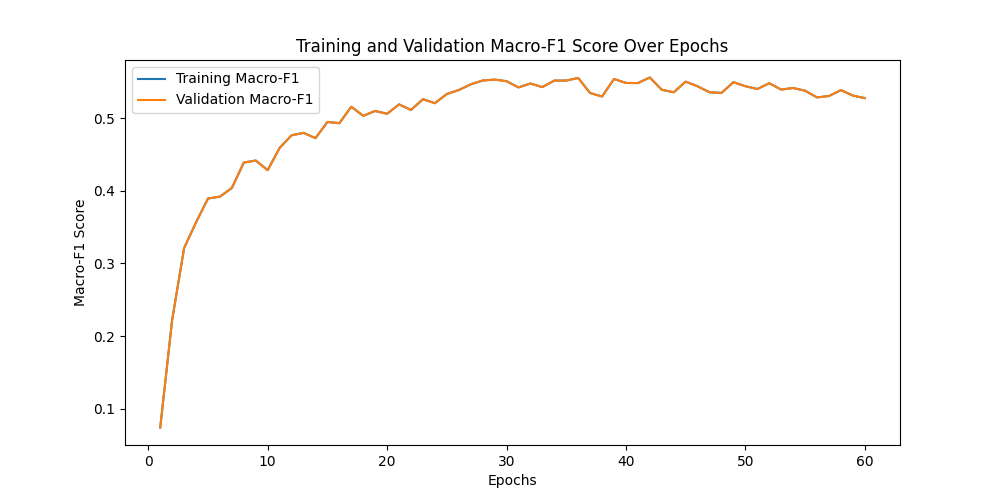 Training and Validation Macro-F1 Score Over Epochs
Training Macro-F1
Validation Macro-F1
Macro-F1 Score
0.5
0.4
0.3
0.2
0.1
0 10 20 30 40 50 60
Epochs